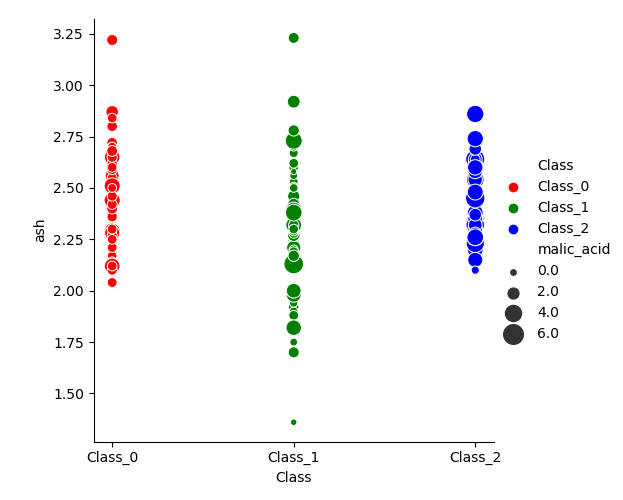 3.25
3.00
2.75
2.50
2.25
2.00
1.75
1.50
ash
Class_0
Class_1
Class_2
Class
Class
Class_0
Class_1
Class_2
malic_acid
0.0
2.0
4.0
6.0